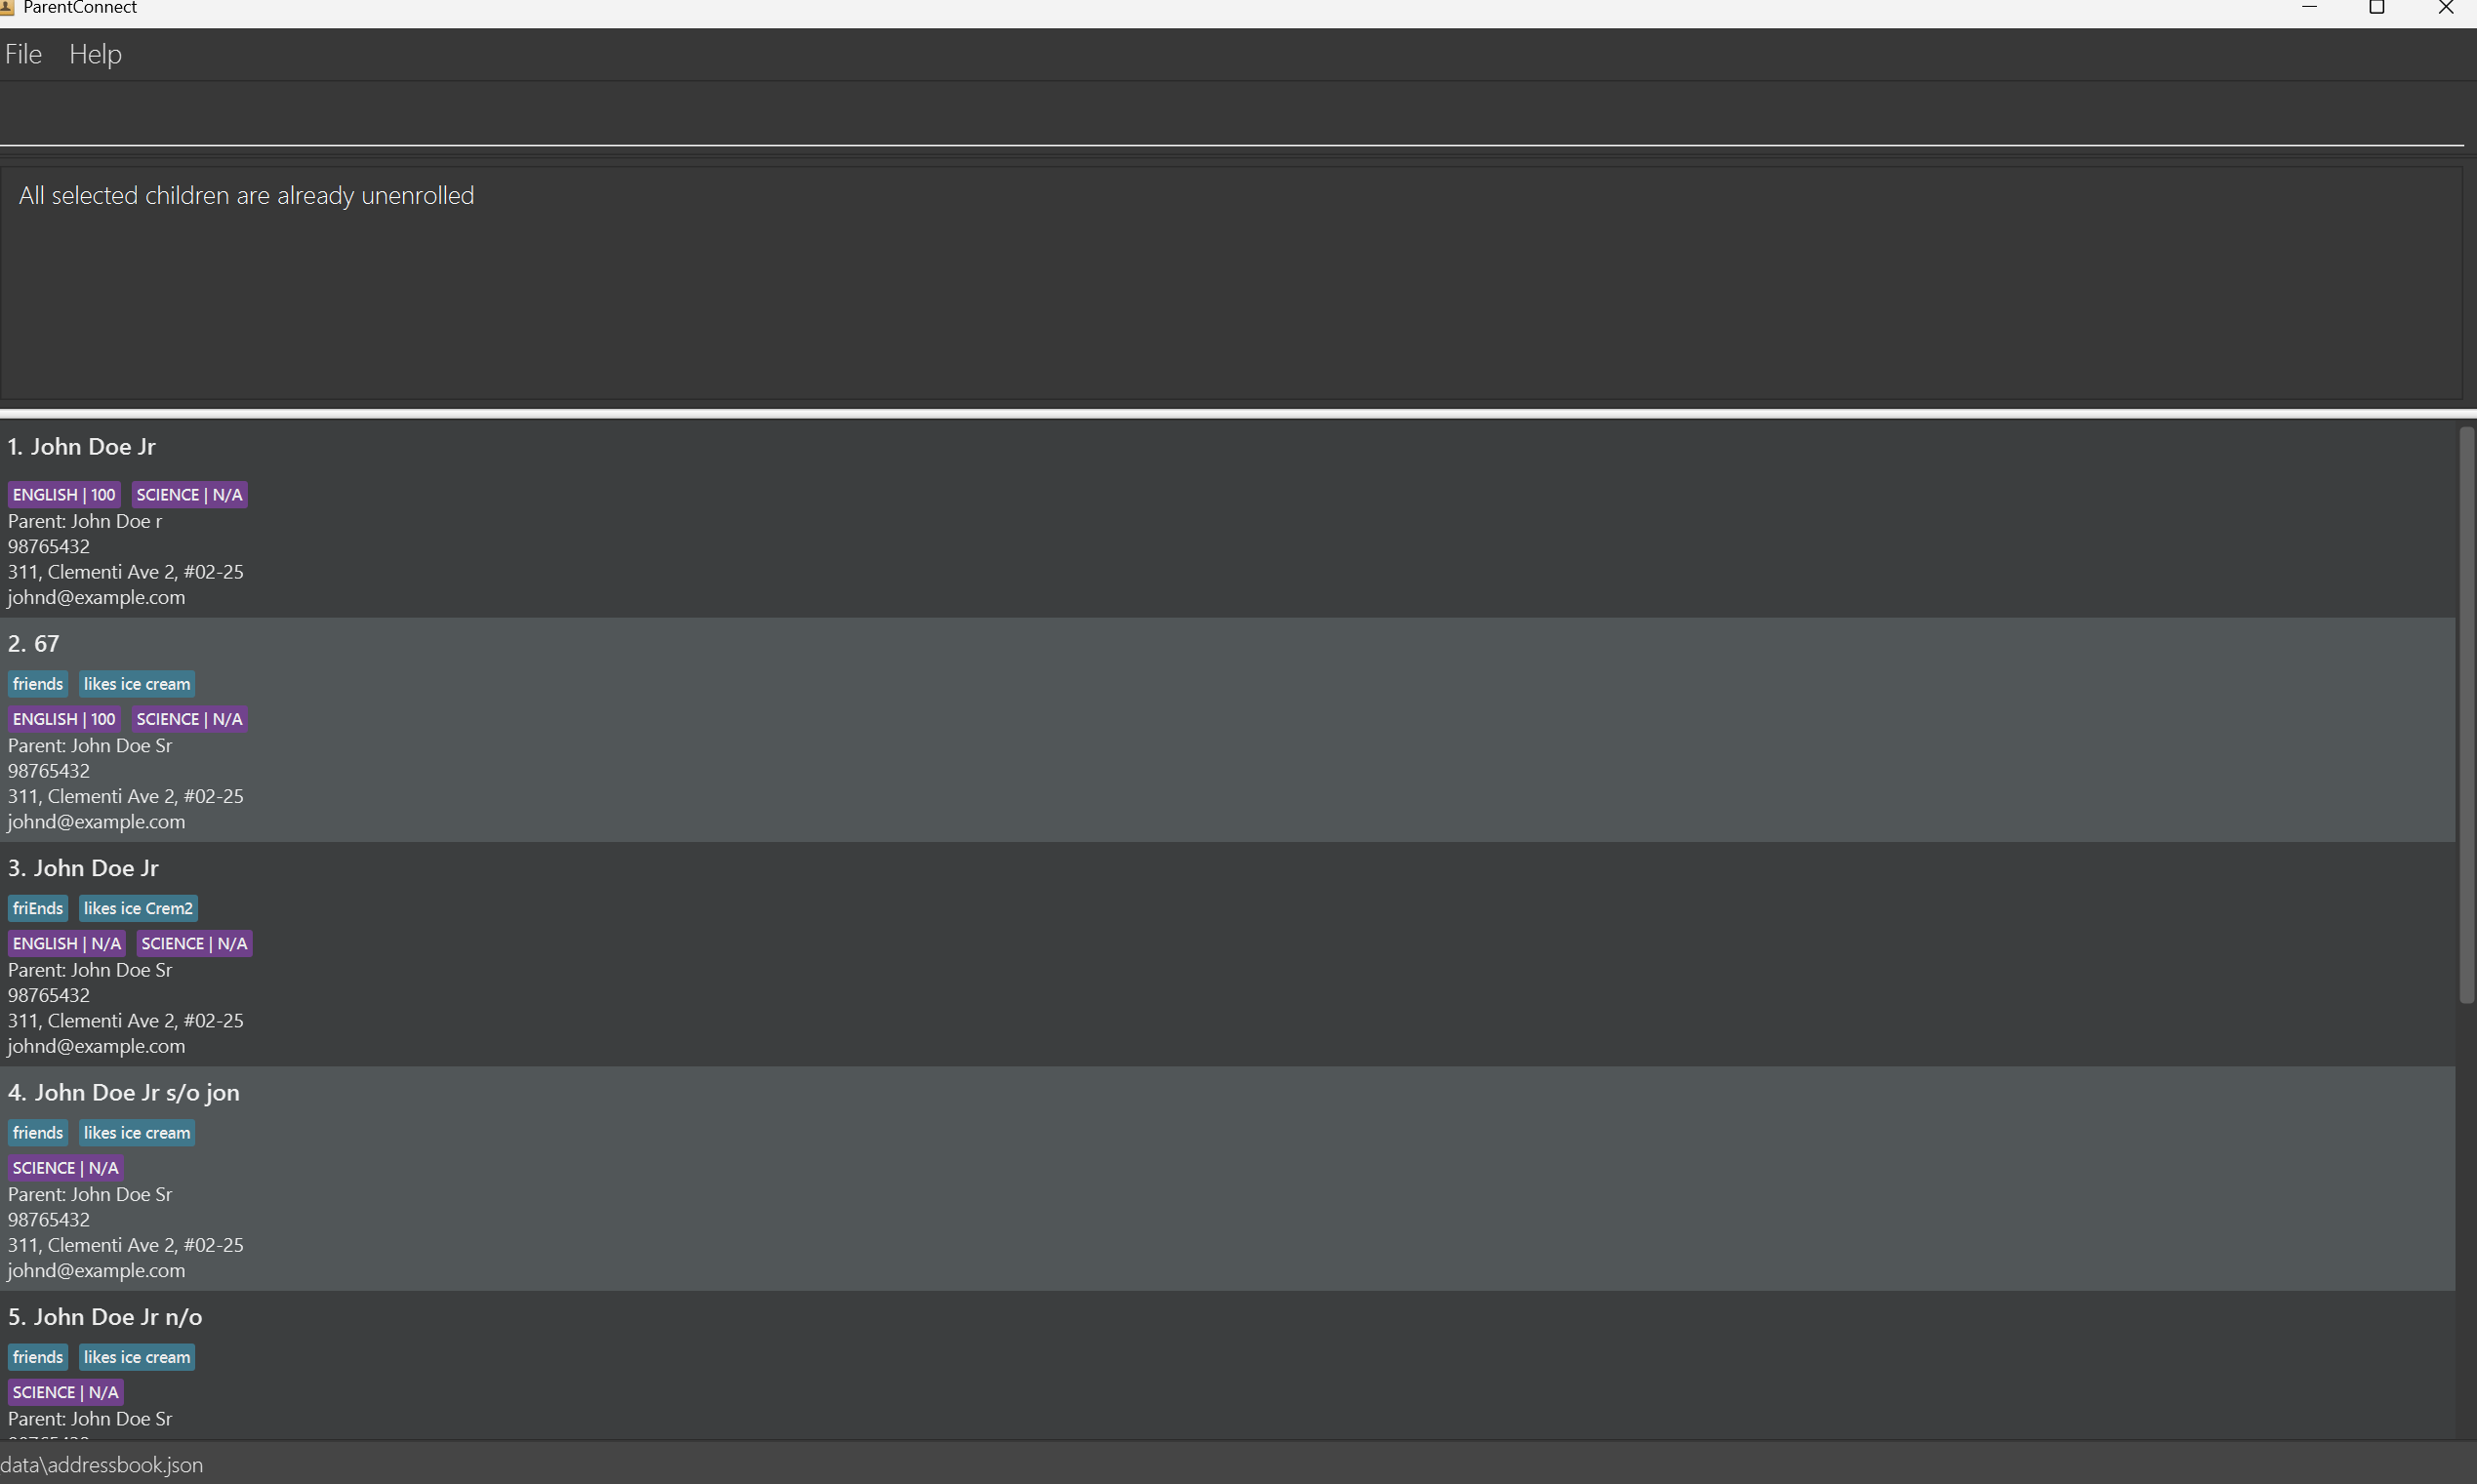 ParentConnect
File Help
All selected children are already unenrolled
1. John Doe Jr
ENGLISH | 100 SCIENCE | N/A
Parent: John Doe r
98765432
311, Clementi Ave 2, #02-25
johnd@example.com
2. 67
friends likes ice cream
ENGLISH | 100 SCIENCE | N/A
Parent: John Doe Sr
98765432
311, Clementi Ave 2, #02-25
johnd@example.com
3. John Doe Jr
friEnds likes ice Crem2
ENGLISH | N/A SCIENCE | N/A
Parent: John Doe Sr
98765432
311, Clementi Ave 2, #02-25
johnd@example.com
4. John Doe Jr s/o jon
friends likes ice cream
SCIENCE | N/A
Parent: John Doe Sr
98765432
311, Clementi Ave 2, #02-25
johnd@example.com
5. John Doe Jr n/o
friends likes ice cream
SCIENCE | N/A
Parent: John Doe Sr
data\addressbook.json